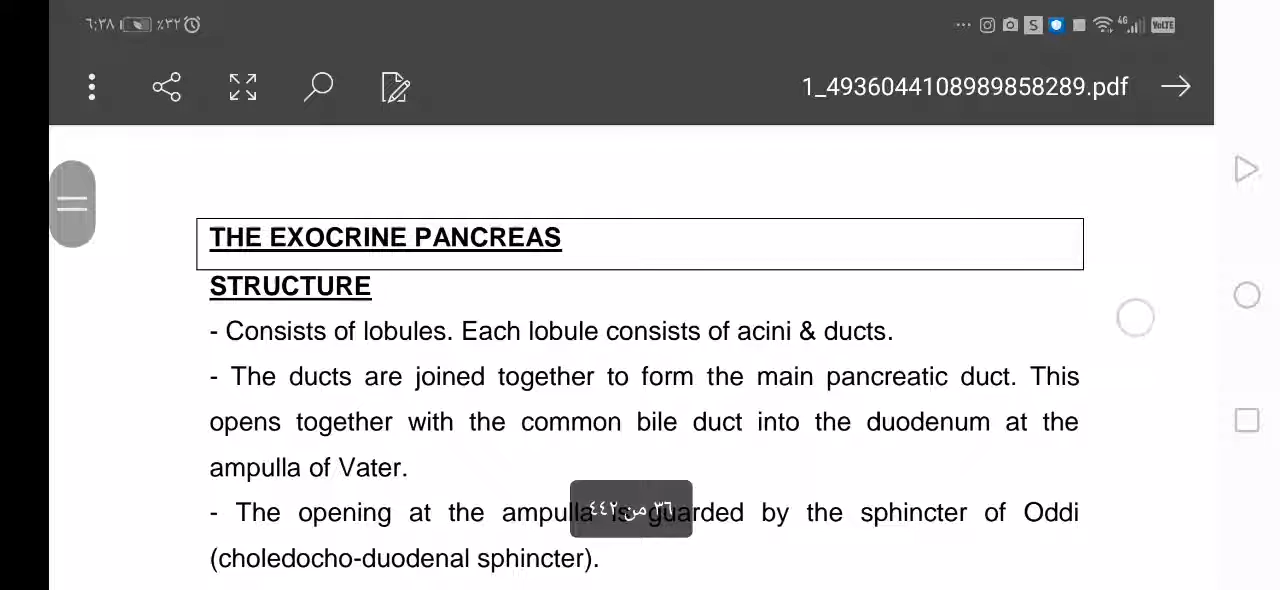 ٦:٣٨ ٪٣٢ 4G VoLTE
1_4936044108989858289.pdf
THE EXOCRINE PANCREAS
STRUCTURE
- Consists of lobules. Each lobule consists of acini & ducts.
- The ducts are joined together to form the main pancreatic duct. This
opens together with the common bile duct into the duodenum at the
ampulla of Vater.
- The opening at the ampulla is guarded by the sphincter of Oddi
٣٦ من ٤٤٢
(choledocho-duodenal sphincter).